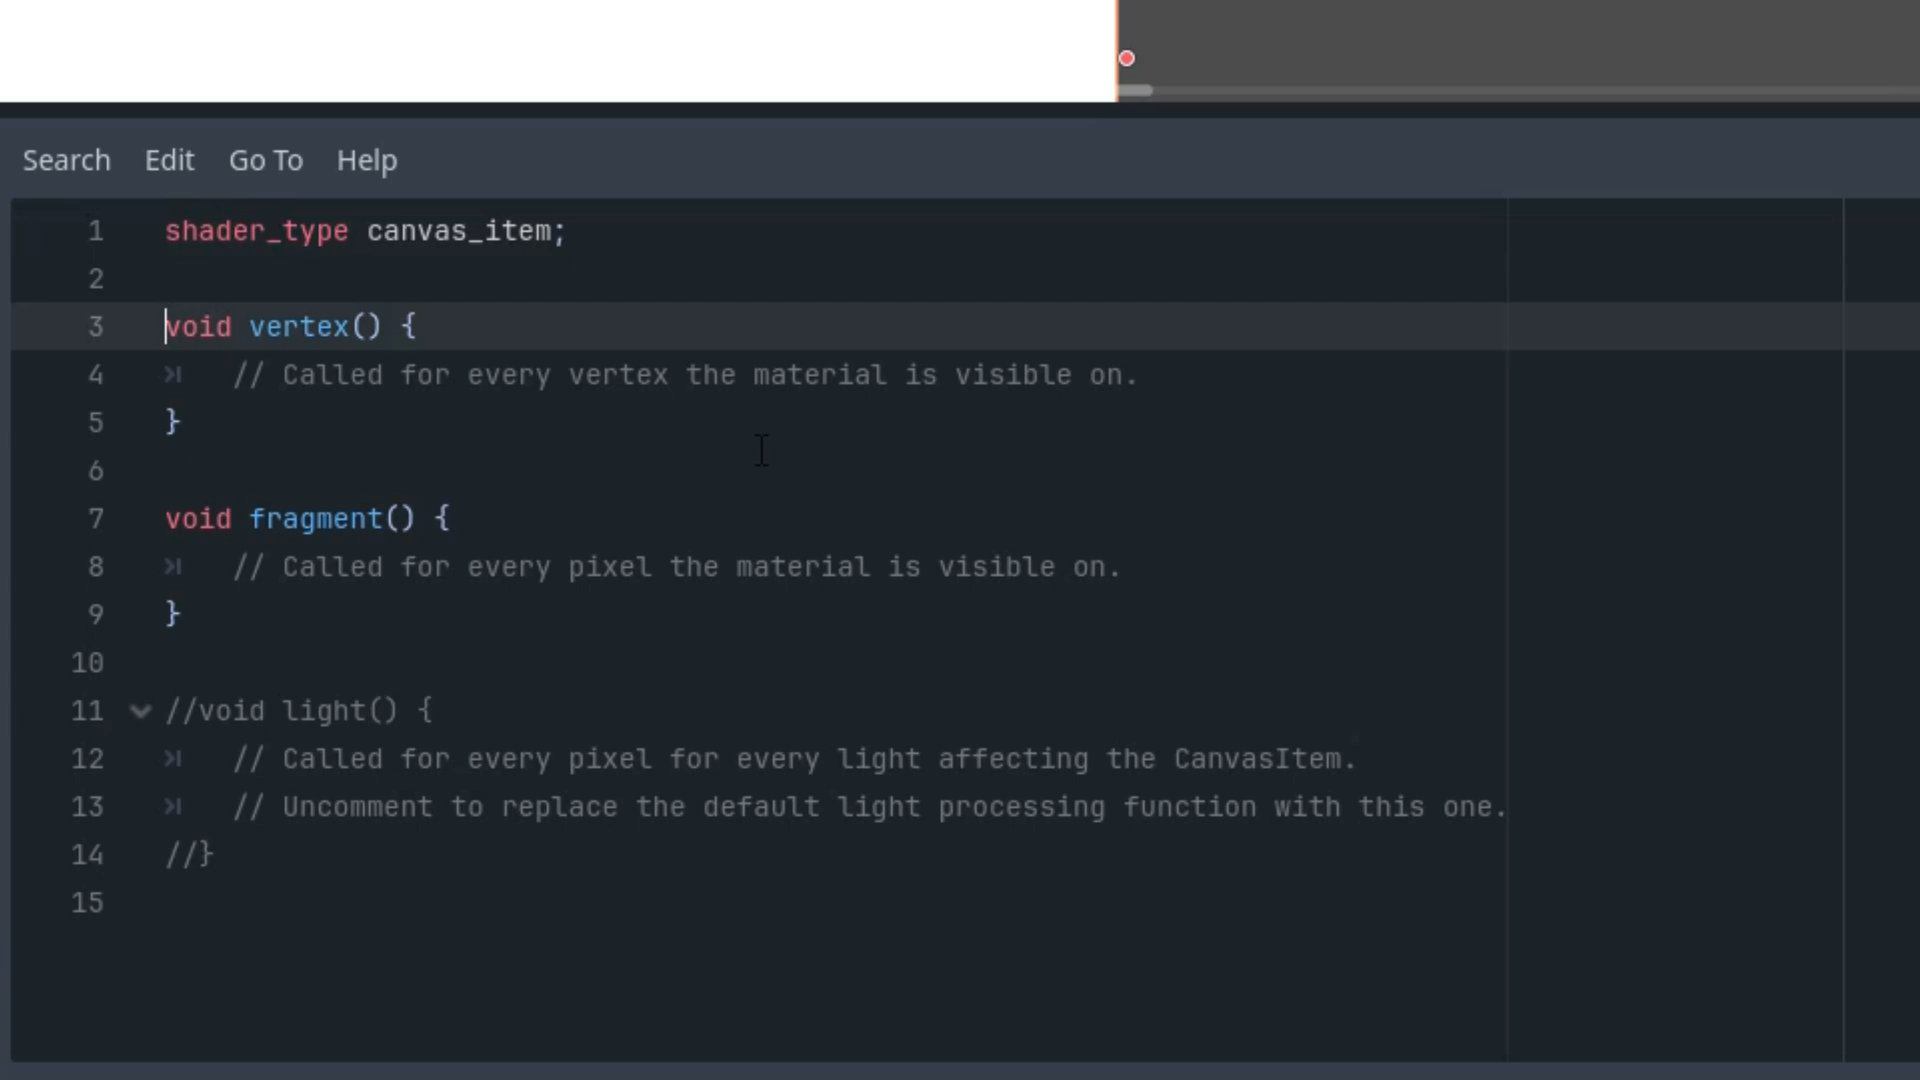 Search Edit Go To Help
1 shader_type canvas_item;
2
3 void vertex() {
4 // Called for every vertex the material is visible on.
5 }
6
7 void fragment() {
8 // Called for every pixel the material is visible on.
9 }
10
11 //void light() {
12 // Called for every pixel for every light affecting the CanvasItem.
13 // Uncomment to replace the default light processing function with this one.
14 //}
15